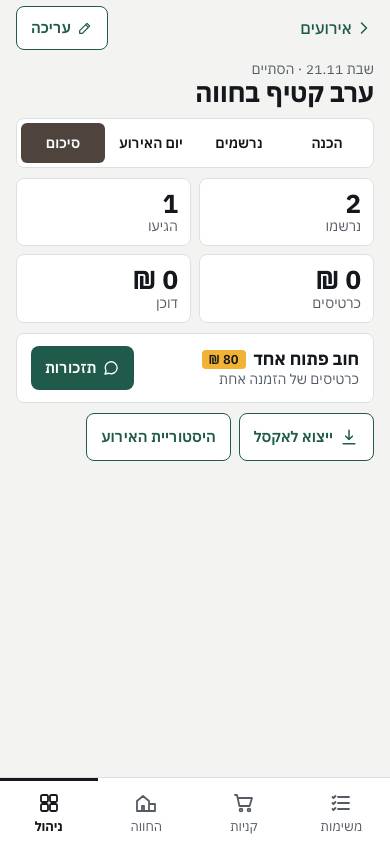 אירועים
עריכה
שבת 21.11 · הסתיים
ערב קטיף בחווה
הכנה
נרשמים
יום האירוע
סיכום
2
נרשמו
1
הגיעו
0 ₪
כרטיסים
0 ₪
דוכן
חוב פתוח אחד 80 ₪
כרטיסים של הזמנה אחת
תזכורות
ייצוא לאקסל
היסטוריית האירוע
משימות
קניות
החווה
ניהול